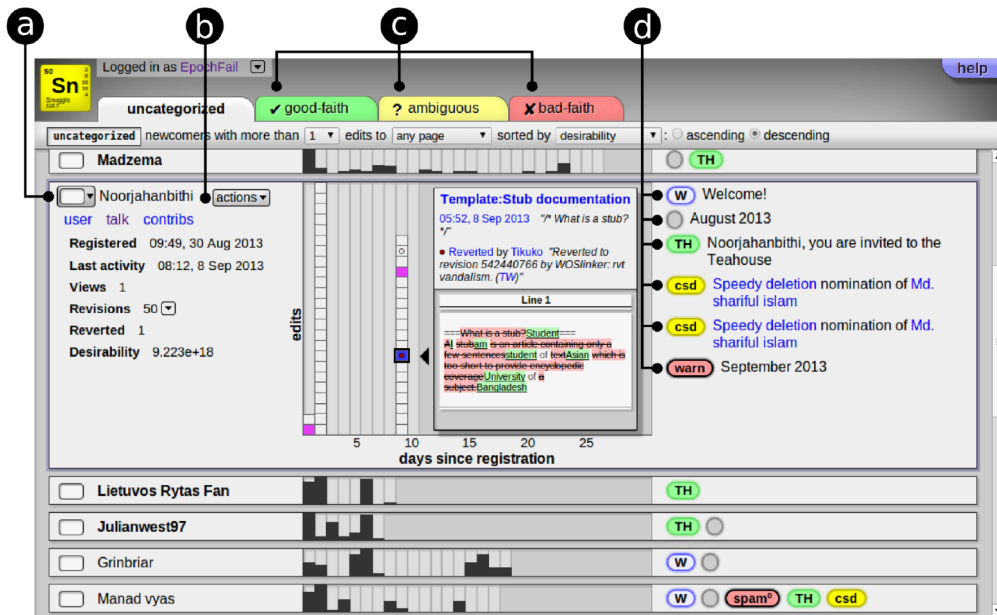 a b c d
Logged in as EpochFail
help
50
Sn
Snuggle
uncategorized ✔ good-faith ? ambiguous ✘ bad-faith
uncategorized newcomers with more than 1 edits to any page sorted by desirability : ascending descending
Madzema TH
Noorjahanbithi actions
user talk contribs
Registered 09:49, 30 Aug 2013
Last activity 08:12, 8 Sep 2013
Views 1
Revisions 50
Reverted 1
Desirability 9.223e+18
edits
5 10 15 20 25
days since registration
Template:Stub documentation
05:52, 8 Sep 2013 "/* What is a stub?
*/"
• Reverted by Tikuko "Reverted to
revision 542440766 by WOSlinker: rvt
vandalism. (TW)"
Line 1
===What is a stub?Student===
AI stubam is an article containing only a
few sentencesstudent of textAsian which is
too short to provide encyclopedic
coverageUniversity of a
subject.Bangladesh
W Welcome!
August 2013
TH Noorjahanbithi, you are invited to the
Teahouse
csd Speedy deletion nomination of Md.
shariful islam
csd Speedy deletion nomination of Md.
shariful islam
warn September 2013
Lietuvos Rytas Fan TH
Julianwest97 TH
Grinbriar W
Manad vyas W spam⁰ TH csd